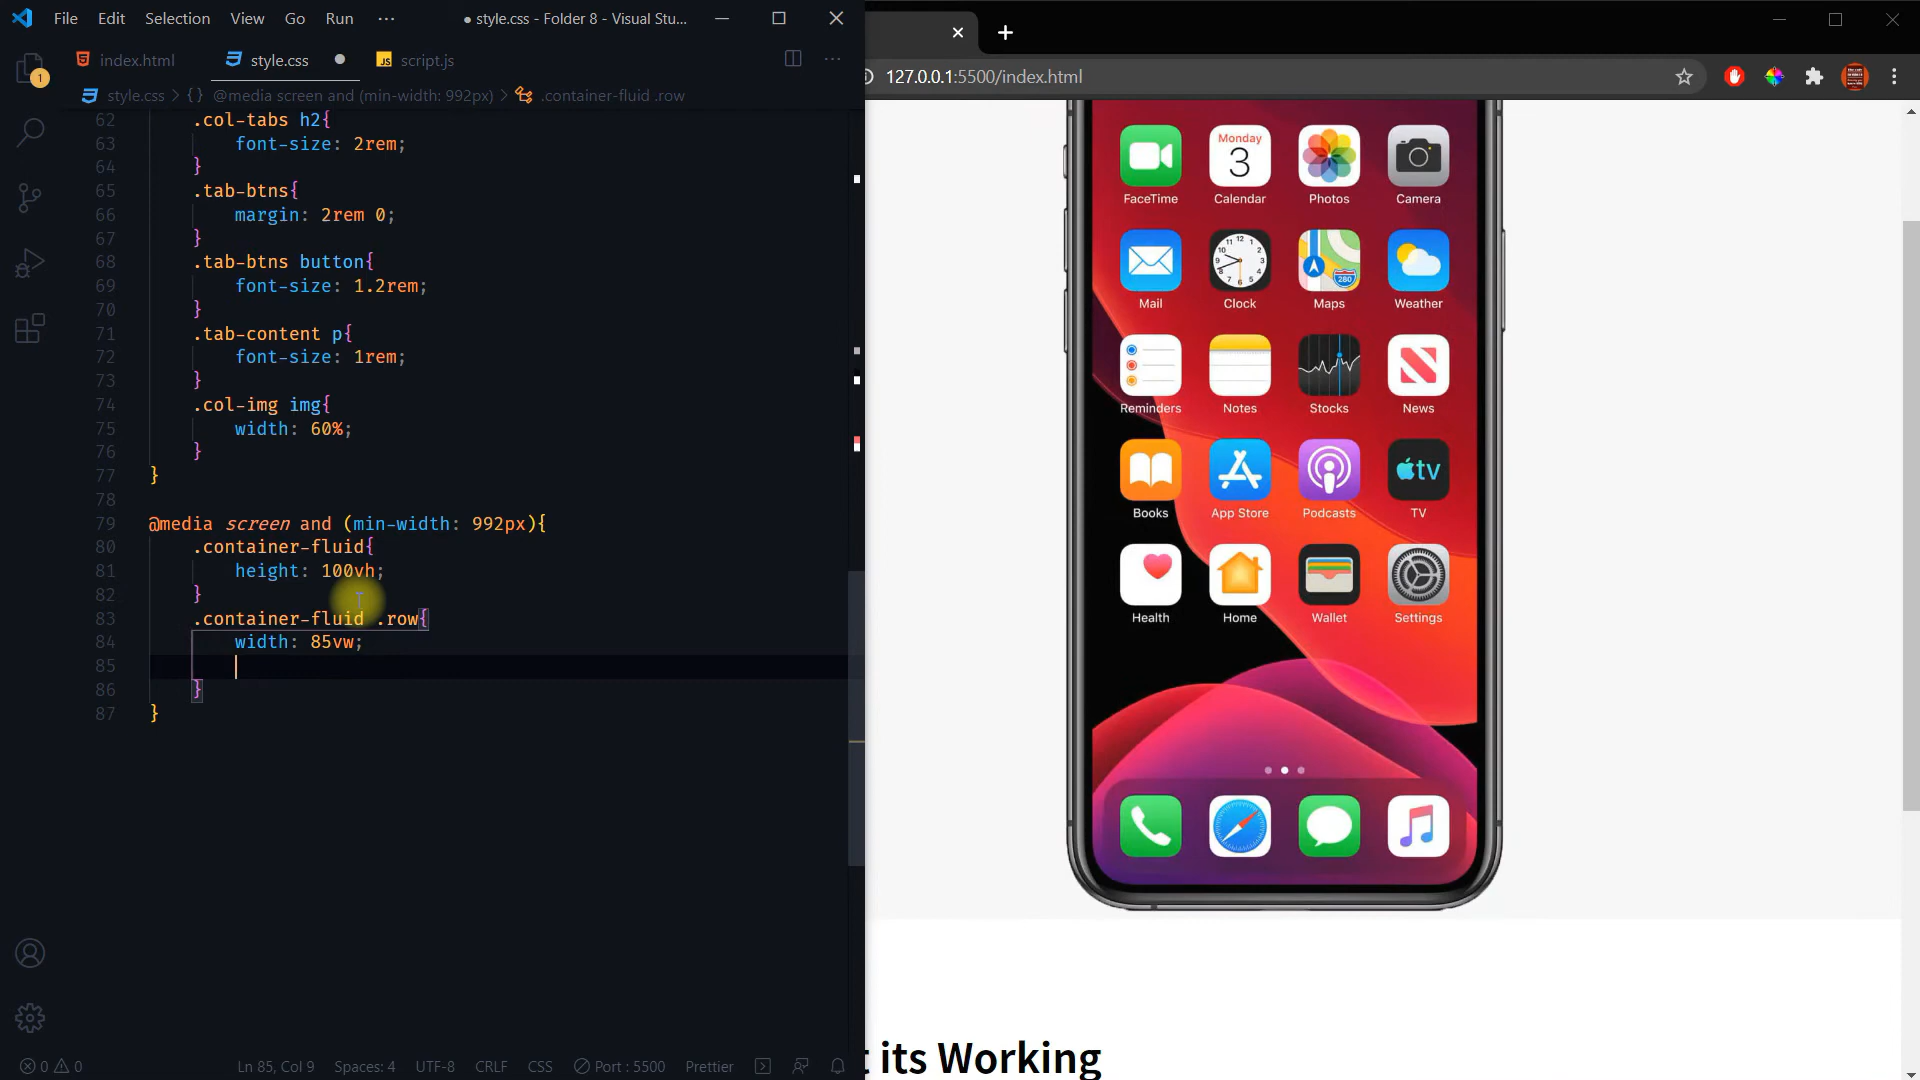 File Edit Selection View Go Run ··· ● style.css - Folder 8 - Visual Stu...
index.html style.css ● script.js ···
style.css > {} @media screen and (min-width: 992px) > .container-fluid .row
1
62 .col-tabs h2{
63 font-size: 2rem;
64 }
65 .tab-btns{
66 margin: 2rem 0;
67 }
68 .tab-btns button{
69 font-size: 1.2rem;
70 }
71 .tab-content p{
72 font-size: 1rem;
73 }
74 .col-img img{
75 width: 60%;
76 }
77 }
78
79 @media screen and (min-width: 992px){
80 .container-fluid{
81 height: 100vh;
82 }
83 .container-fluid .row{
84 width: 85vw;
85
86 }
87 }
0 0 Ln 85, Col 9 Spaces: 4 UTF-8 CRLF CSS Port : 5500 Prettier
127.0.0.1:5500/index.html
Monday
3
FaceTime Calendar Photos Camera
280
Mail Clock Maps Weather
Reminders Notes Stocks News
tv
Books App Store Podcasts TV
Health Home Wallet Settings
its Working